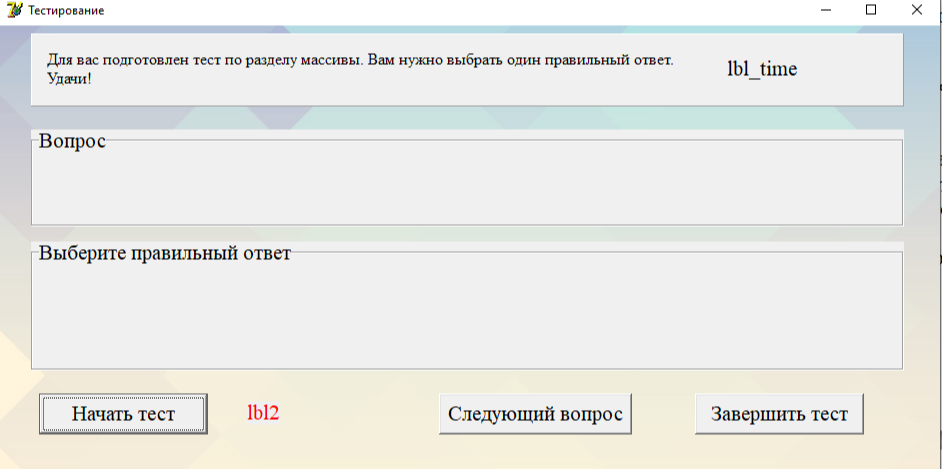 Тестирование
Для вас подготовлен тест по разделу массивы. Вам нужно выбрать один правильный ответ.
Удачи!
lbl_time
Вопрос
Выберите правильный ответ
Начать тест
lbl2
Следующий вопрос
Завершить тест